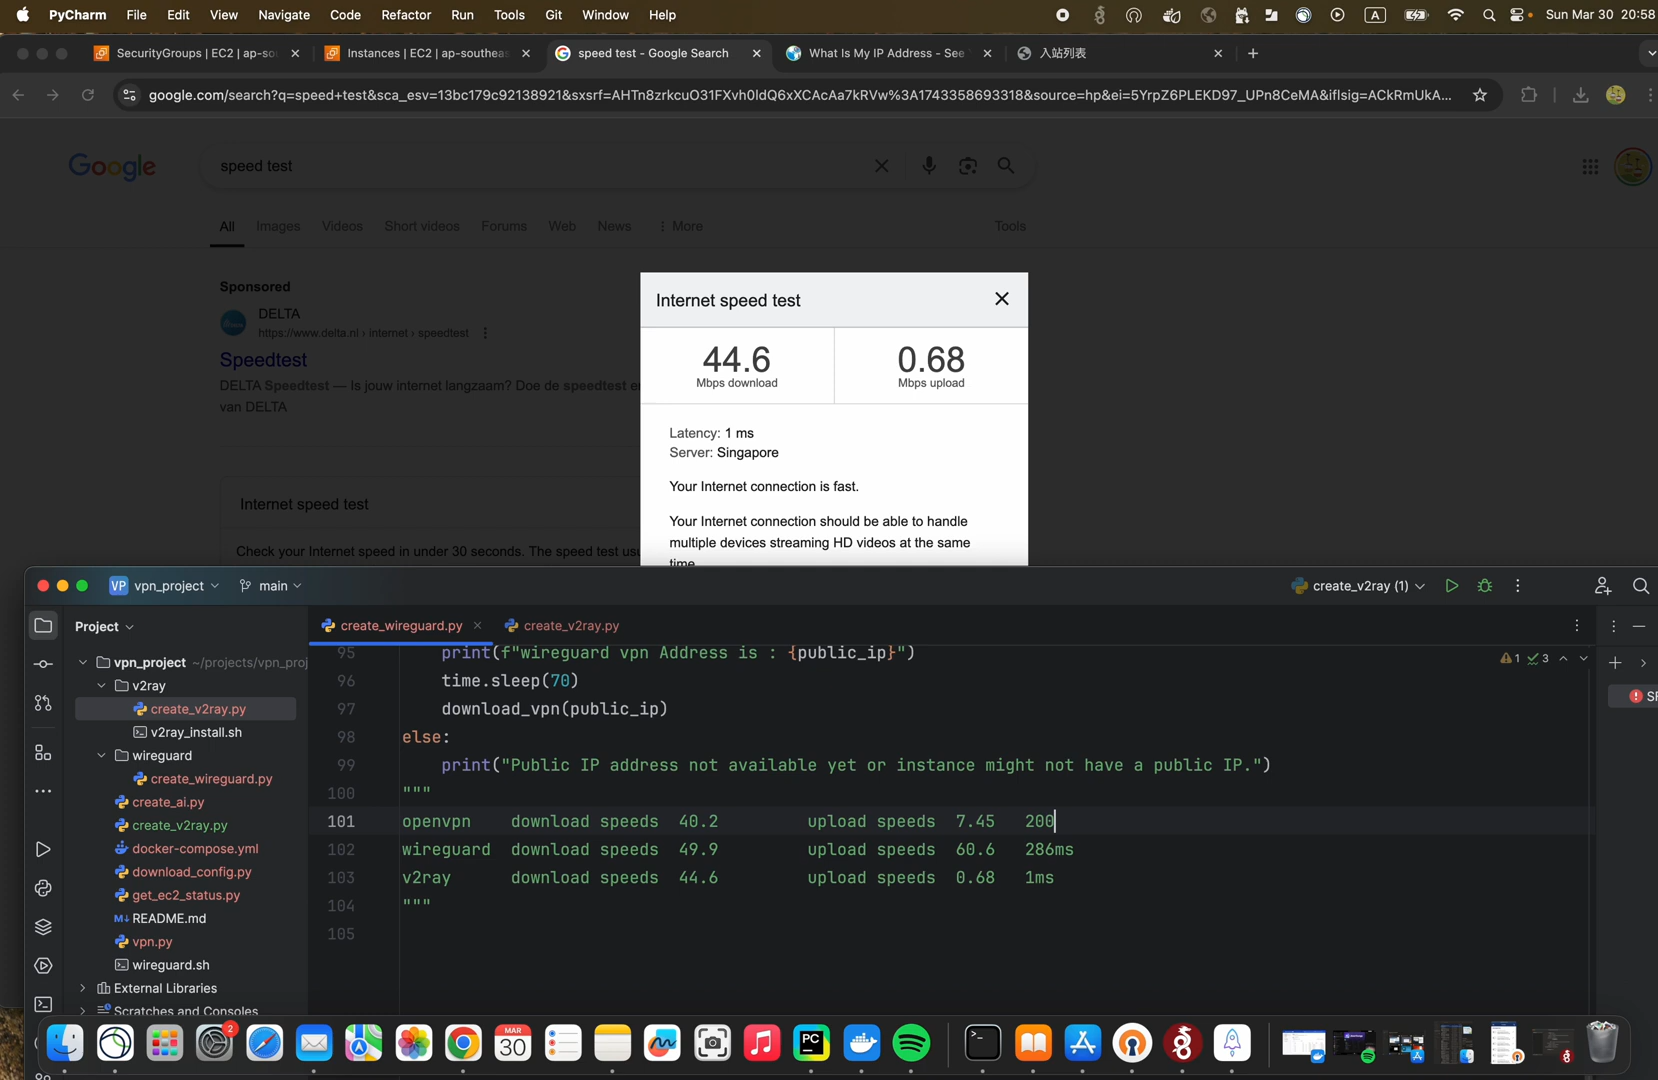 PyCharm File Edit View Navigate Code Refactor Run Tools Git Window Help
A
Sun Mar 30 20:58
SecurityGroups | EC2 | ap-so
Instances | EC2 | ap-southeas
speed test - Google Search
What Is My IP Address - See
入站列表
google.com/search?q=speed+test&sca_esv=13bc179c92138921&sxsrf=AHTn8zrkcuO31FXvh0ldQ6xXCAcAa7kRVw%3A1743358693318&source=hp&ei=5YrpZ6PLEKD97_UPn8CeMA&iflsig=ACkRmUkA...
Google
speed test
All Images Videos Short videos Forums Web News More Tools
Sponsored
DELTA
https://www.delta.nl › internet › speedtest
Speedtest
DELTA Speedtest — Is jouw internet langzaam? Doe de speedtest
van DELTA
Internet speed test
Check your Internet speed in under 30 seconds. The speed test
Internet speed test
44.6
Mbps download
0.68
Mbps upload
Latency: 1 ms
Server: Singapore
Your Internet connection is fast.
Your Internet connection should be able to handle
multiple devices streaming HD videos at the same
time
VP vpn_project main create_v2ray (1)
Project
create_wireguard.py
create_v2ray.py
vpn_project ~/projects/vpn_proj
v2ray
create_v2ray.py
v2ray_install.sh
wireguard
create_wireguard.py
create_ai.py
create_v2ray.py
docker-compose.yml
download_config.py
get_ec2_status.py
M↓ README.md
vpn.py
wireguard.sh
External Libraries
Scratches and Consoles
1 3
95 print(f"wireguard vpn Address is : {public_ip}")
96 time.sleep(70)
97 download_vpn(public_ip)
98 else:
99 print("Public IP address not available yet or instance might not have a public IP.")
100 """
101 openvpn download speeds 40.2 upload speeds 7.45 200
102 wireguard download speeds 49.9 upload speeds 60.6 286ms
103 v2ray download speeds 44.6 upload speeds 0.68 1ms
104 """
105
2
MAR
30
PC